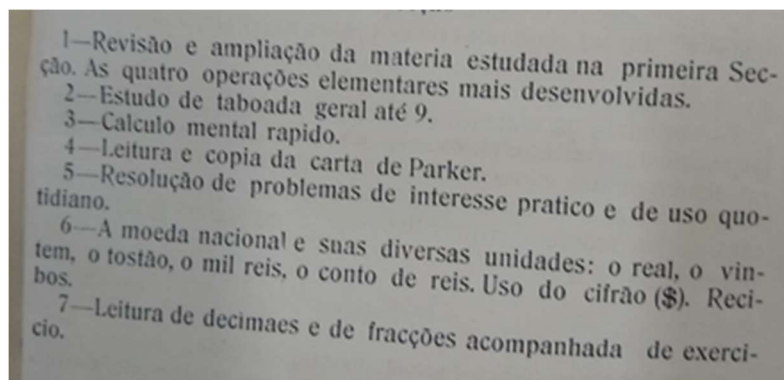 1—Revisão e ampliação da materia estudada na primeira Sec-
ção. As quatro operações elementares mais desenvolvidas.
2—Estudo de taboada geral até 9.
3—Calculo mental rapido.
4—Leitura e copia da carta de Parker.
5—Resolução de problemas de interesse pratico e de uso quo-
tidiano.
6—A moeda nacional e suas diversas unidades: o real, o vin-
tem, o tostão, o mil reis, o conto de reis. Uso do cifrão ($). Reci-
bos.
7—Leitura de decimaes e de fracções acompanhada de exerci-
cio.